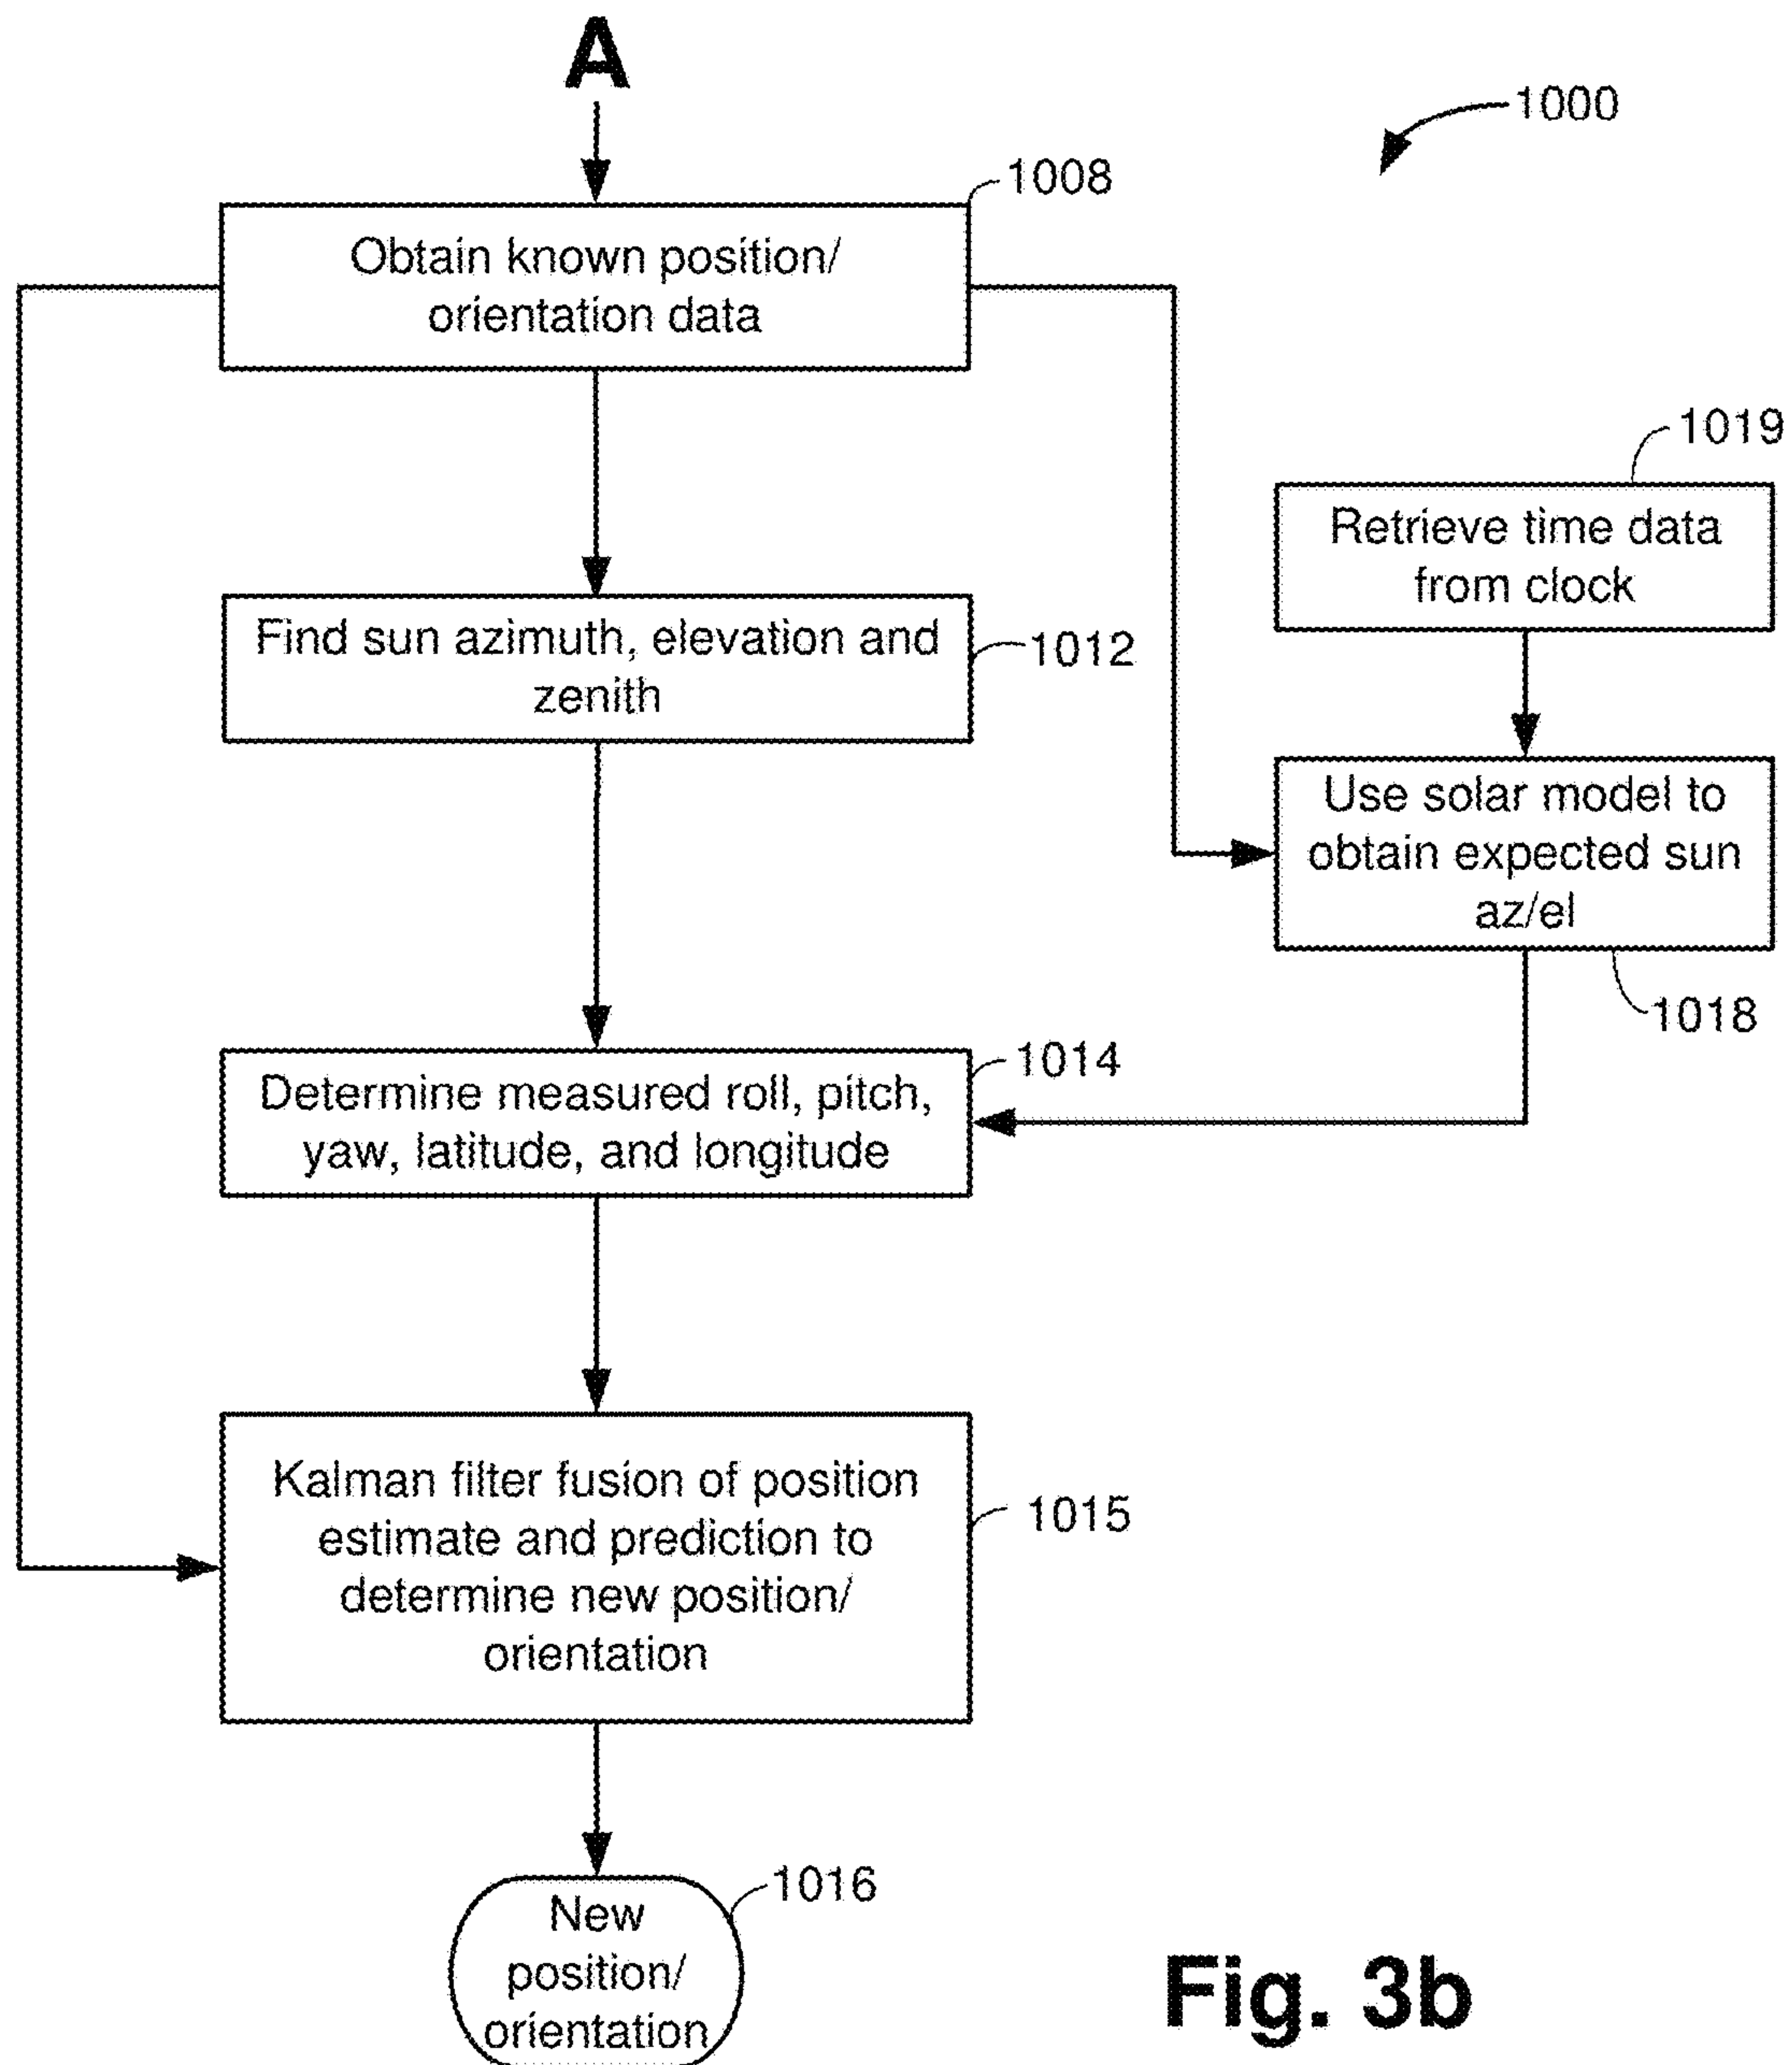 A
1000
1008
Obtain known position/
orientation data
1019
Retrieve time data
from clock
Find sun azimuth, elevation and
zenith
1012
Use solar model to
obtain expected sun
az/el
1018
1014
Determine measured roll, pitch,
yaw, latitude, and longitude
Kalman filter fusion of position
estimate and prediction to
determine new position/
orientation
1015
1016
New
position/
orientation
Fig. 3b